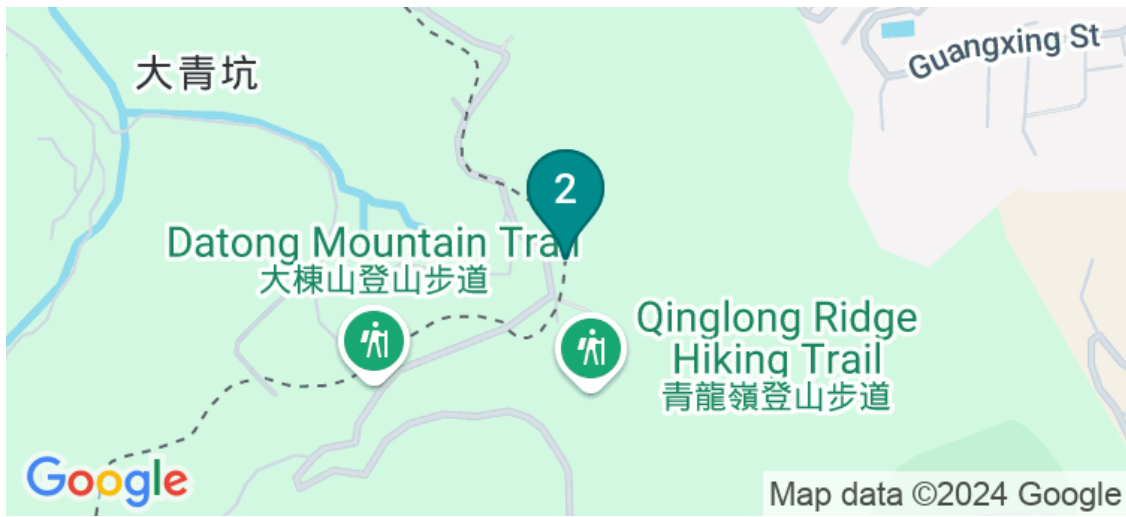 Guangxing St
大青坑
2
Datong Mountain Trail
大棟山登山步道
Qinglong Ridge
Hiking Trail
青龍嶺登山步道
Google
Map data ©2024 Google